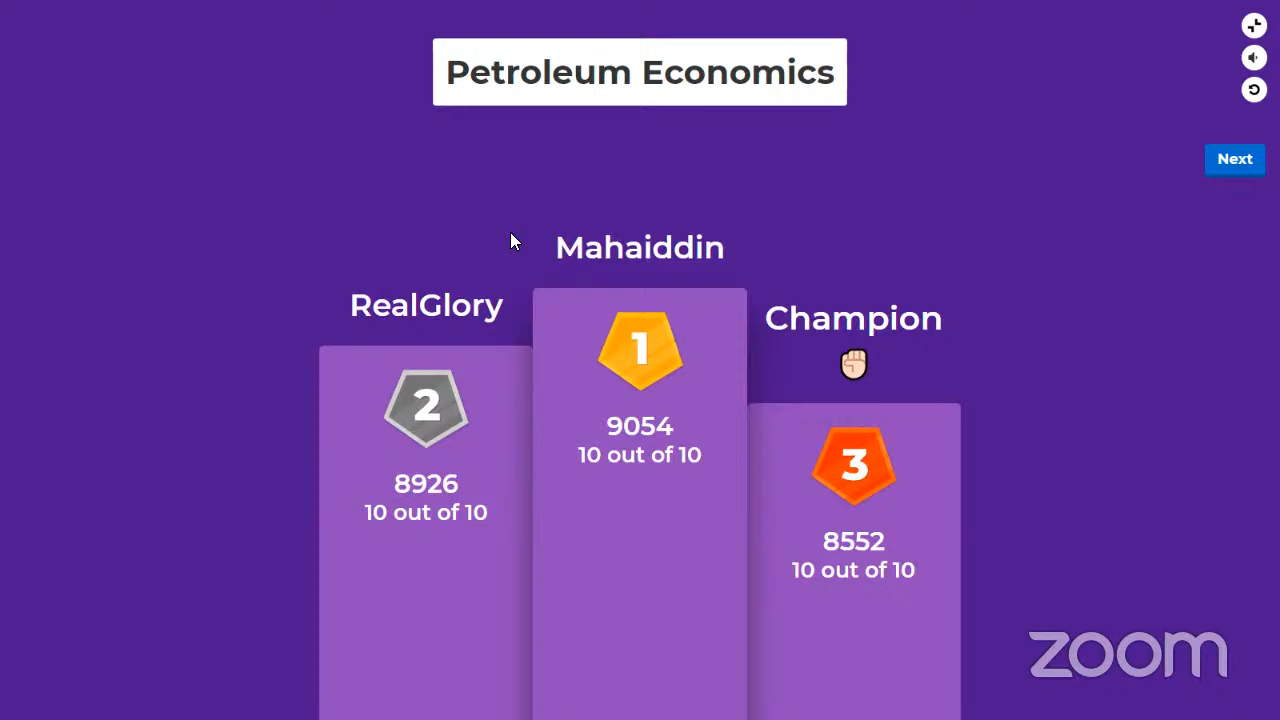 Petroleum Economics
Next
Mahaiddin
RealGlory
Champion
✊🏻
1
9054
10 out of 10
2
8926
10 out of 10
3
8552
10 out of 10
zoom